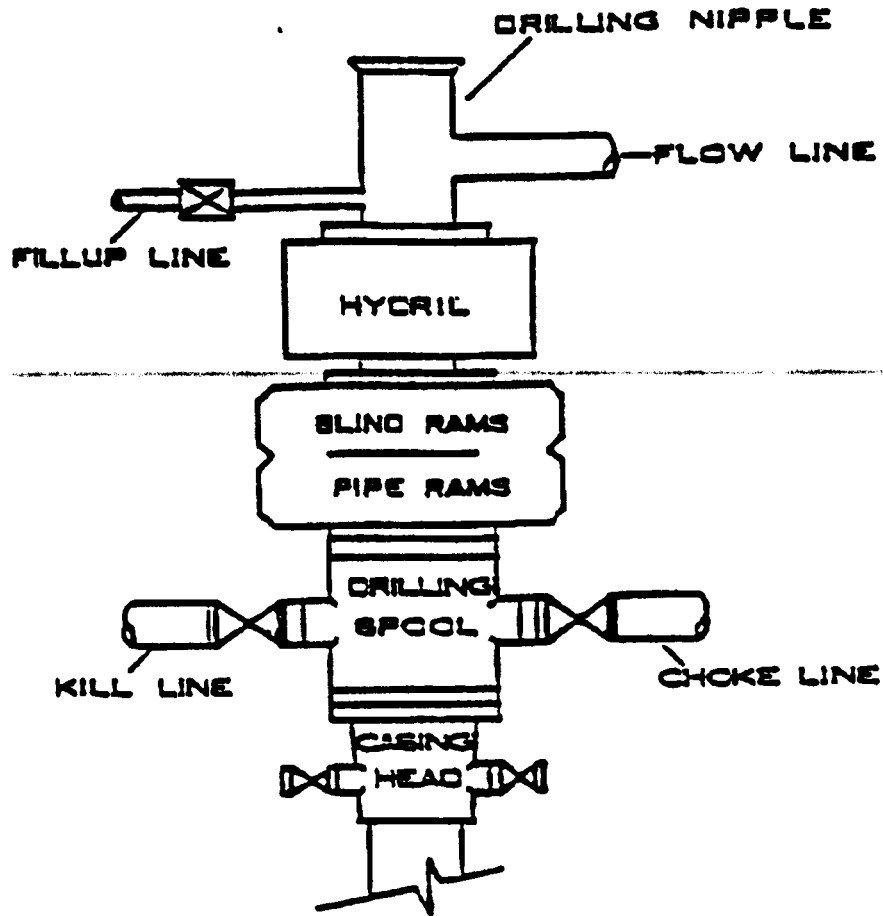 DRILLING NIPPLE
FLOW LINE
FILLUP LINE
HYDRIL
BLIND RAMS
PIPE RAMS
DRILLING
SPOOL
KILL LINE
CHOKE LINE
CASING
HEAD